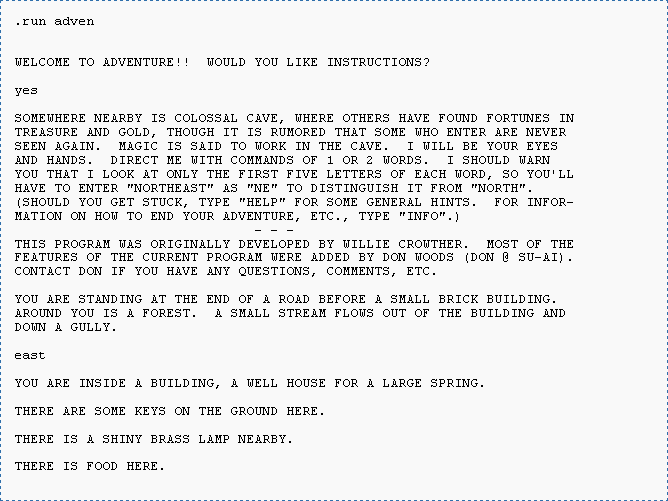 .run adven
WELCOME TO ADVENTURE!!  WOULD YOU LIKE INSTRUCTIONS?
yes
SOMEWHERE NEARBY IS COLOSSAL CAVE, WHERE OTHERS HAVE FOUND FORTUNES IN
TREASURE AND GOLD, THOUGH IT IS RUMORED THAT SOME WHO ENTER ARE NEVER
SEEN AGAIN.  MAGIC IS SAID TO WORK IN THE CAVE.  I WILL BE YOUR EYES
AND HANDS.  DIRECT ME WITH COMMANDS OF 1 OR 2 WORDS.  I SHOULD WARN
YOU THAT I LOOK AT ONLY THE FIRST FIVE LETTERS OF EACH WORD, SO YOU'LL
HAVE TO ENTER "NORTHEAST" AS "NE" TO DISTINGUISH IT FROM "NORTH".
(SHOULD YOU GET STUCK, TYPE "HELP" FOR SOME GENERAL HINTS.  FOR INFOR-
MATION ON HOW TO END YOUR ADVENTURE, ETC., TYPE "INFO".)
- - -
THIS PROGRAM WAS ORIGINALLY DEVELOPED BY WILLIE CROWTHER.  MOST OF THE
FEATURES OF THE CURRENT PROGRAM WERE ADDED BY DON WOODS (DON @ SU-AI).
CONTACT DON IF YOU HAVE ANY QUESTIONS, COMMENTS, ETC.
YOU ARE STANDING AT THE END OF A ROAD BEFORE A SMALL BRICK BUILDING.
AROUND YOU IS A FOREST.  A SMALL STREAM FLOWS OUT OF THE BUILDING AND
DOWN A GULLY.
east
YOU ARE INSIDE A BUILDING, A WELL HOUSE FOR A LARGE SPRING.
THERE ARE SOME KEYS ON THE GROUND HERE.
THERE IS A SHINY BRASS LAMP NEARBY.
THERE IS FOOD HERE.